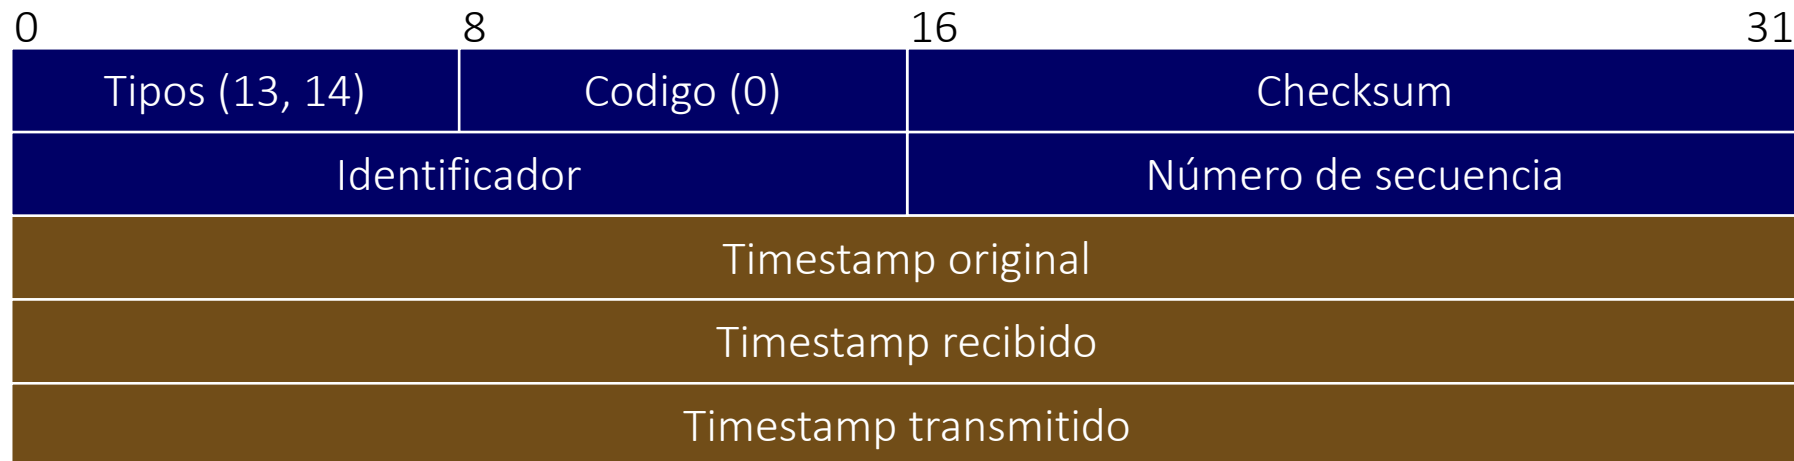 0 8 16 31
Tipos (13, 14) Codigo (0) Checksum
Identificador Número de secuencia
Timestamp original
Timestamp recibido
Timestamp transmitido